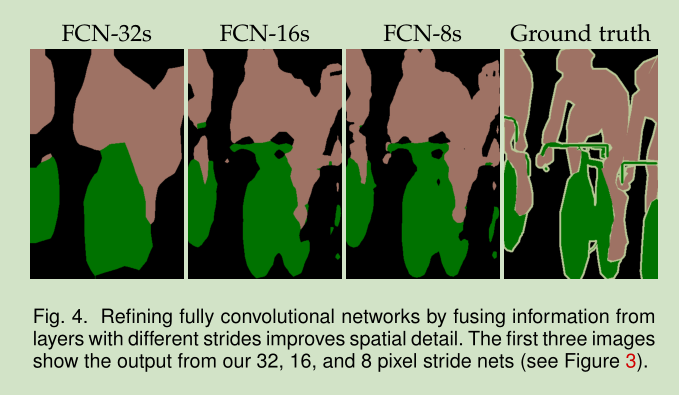 FCN-32s FCN-16s FCN-8s Ground truth
Fig. 4. Refining fully convolutional networks by fusing information from
layers with different strides improves spatial detail. The first three images
show the output from our 32, 16, and 8 pixel stride nets (see Figure 3).